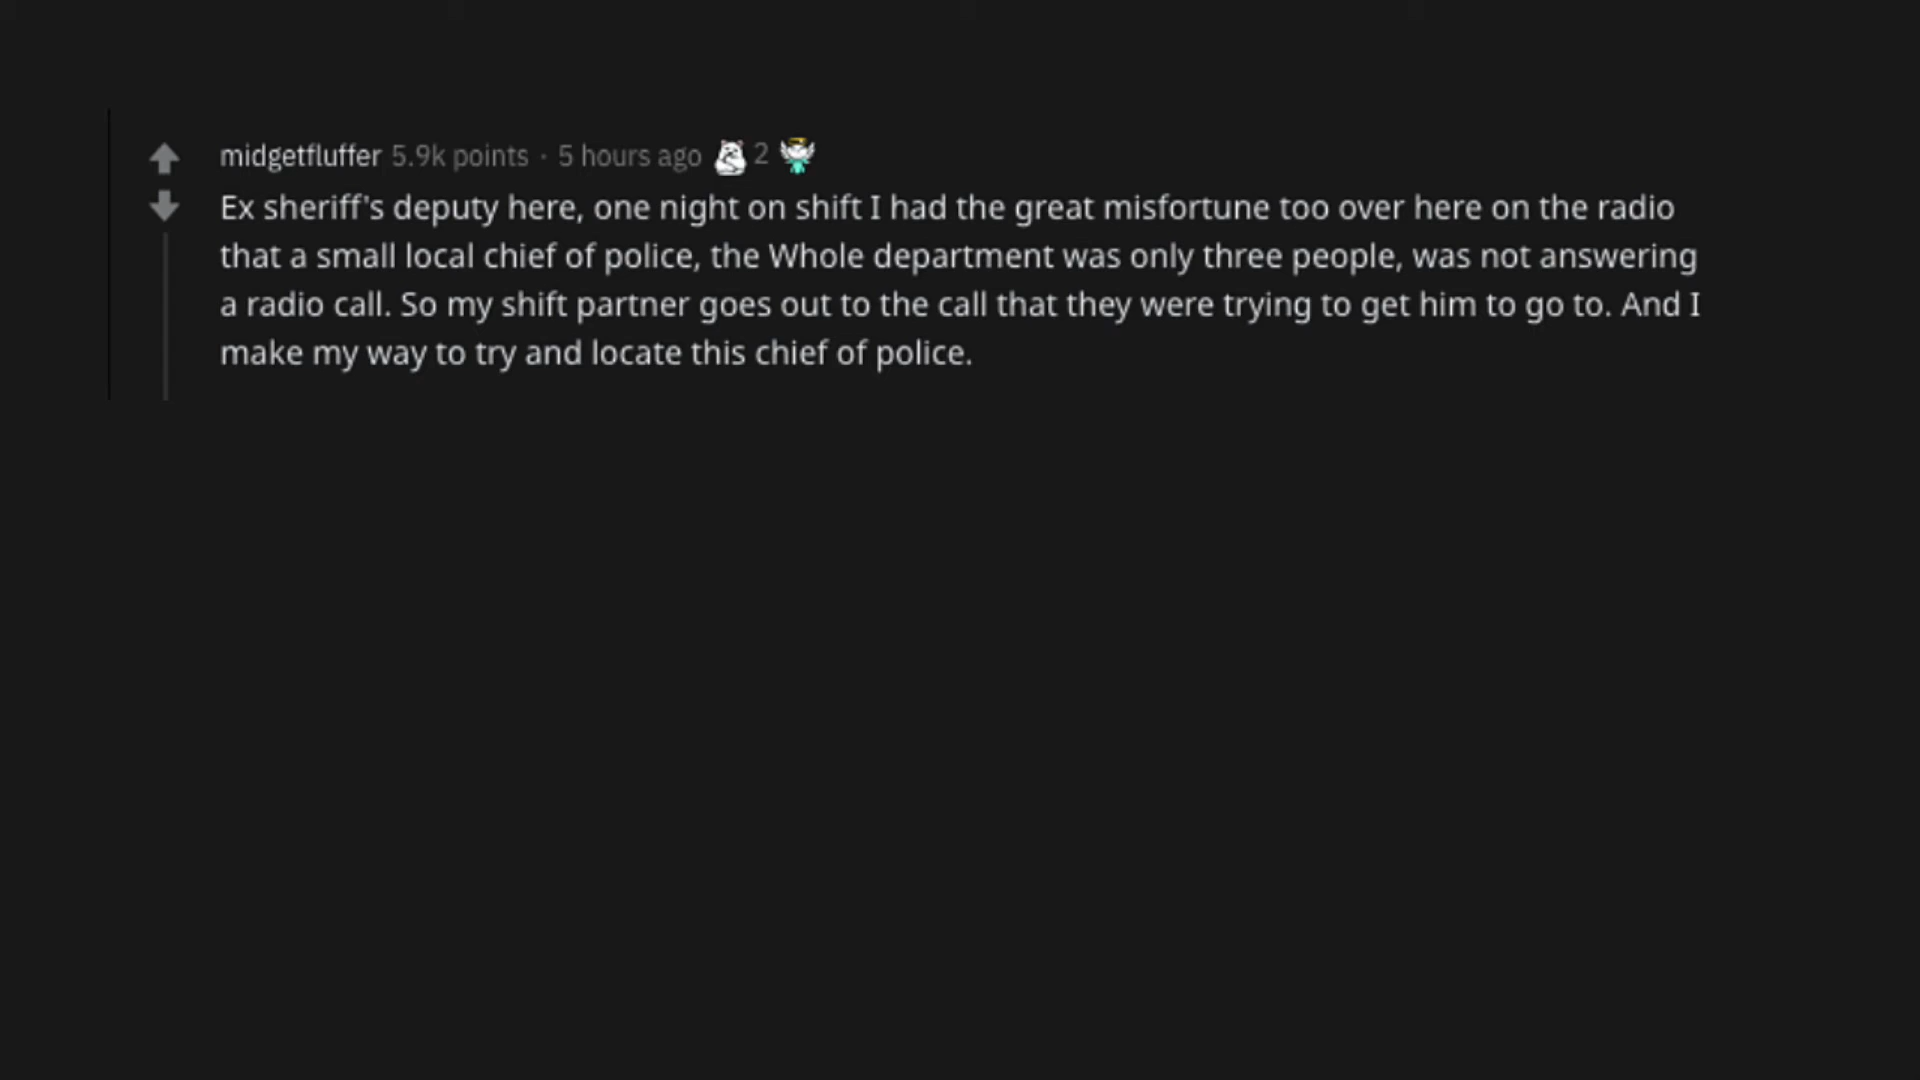 midgetfluffer 5.9k points · 5 hours ago 2
Ex sheriff's deputy here, one night on shift I had the great misfortune too over here on the radio
that a small local chief of police, the Whole department was only three people, was not answering
a radio call. So my shift partner goes out to the call that they were trying to get him to go to. And I
make my way to try and locate this chief of police.